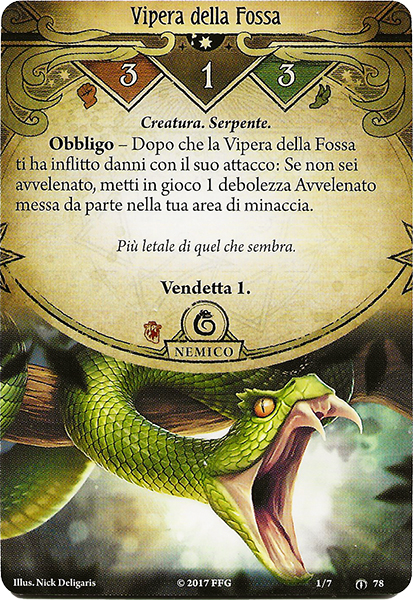 Vipera della Fossa
3 1 3
Creatura. Serpente.
Obbligo – Dopo che la Vipera della Fossa
ti ha inflitto danni con il suo attacco: Se non sei
avvelenato, metti in gioco 1 debolezza Avvelenato
messa da parte nella tua area di minaccia.
Più letale di quel che sembra.
Vendetta 1.
NEMICO
Illus. Nick Deligaris © 2017 FFG 1/7 78